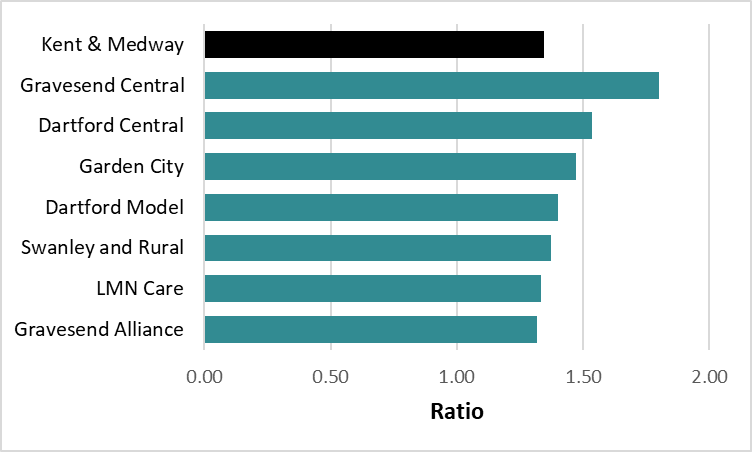 Kent & Medway
Gravesend Central
Dartford Central
Garden City
Dartford Model
Swanley and Rural
LMN Care
Gravesend Alliance
0.00 0.50 1.00 1.50 2.00
Ratio